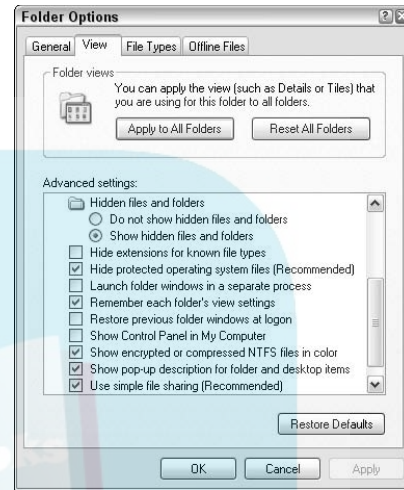 Folder Options
General View File Types Offline Files
Folder views
You can apply the view (such as Details or Tiles) that
you are using for this folder to all folders.
Apply to All Folders Reset All Folders
Advanced settings:
Hidden files and folders
Do not show hidden files and folders
Show hidden files and folders
Hide extensions for known file types
Hide protected operating system files (Recommended)
Launch folder windows in a separate process
Remember each folder's view settings
Restore previous folder windows at logon
Show Control Panel in My Computer
Show encrypted or compressed NTFS files in color
Show pop-up description for folder and desktop items
Use simple file sharing (Recommended)
Restore Defaults
OK Cancel Apply